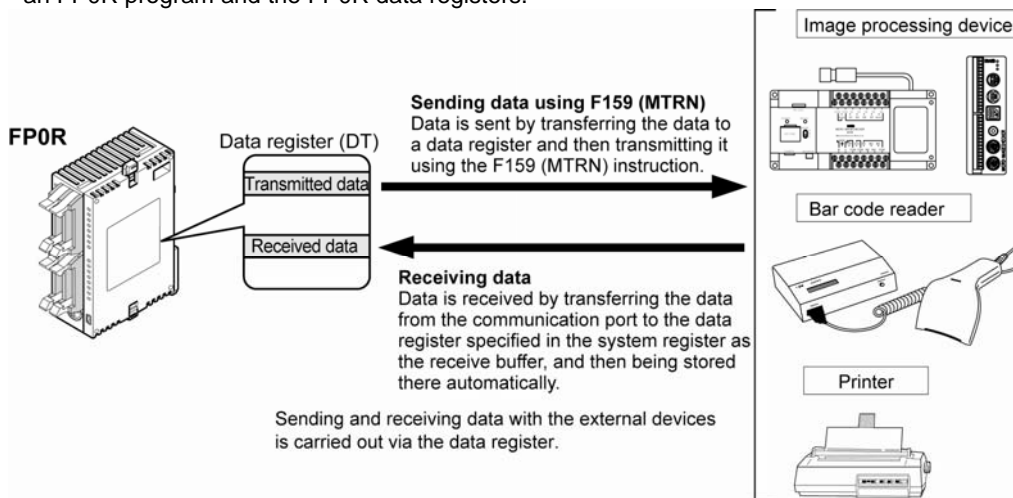 an FP0R program and the FP0R data registers.
Image processing device
Sending data using F159 (MTRN)
Data is sent by transferring the data to
a data register and then transmitting it
using the F159 (MTRN) instruction.
FP0R
Data register (DT)
Transmitted data
Bar code reader
Received data
Receiving data
Data is received by transferring the data
from the communication port to the data
register specified in the system register as
the receive buffer, and then being stored
there automatically.
Printer
Sending and receiving data with the external devices
is carried out via the data register.